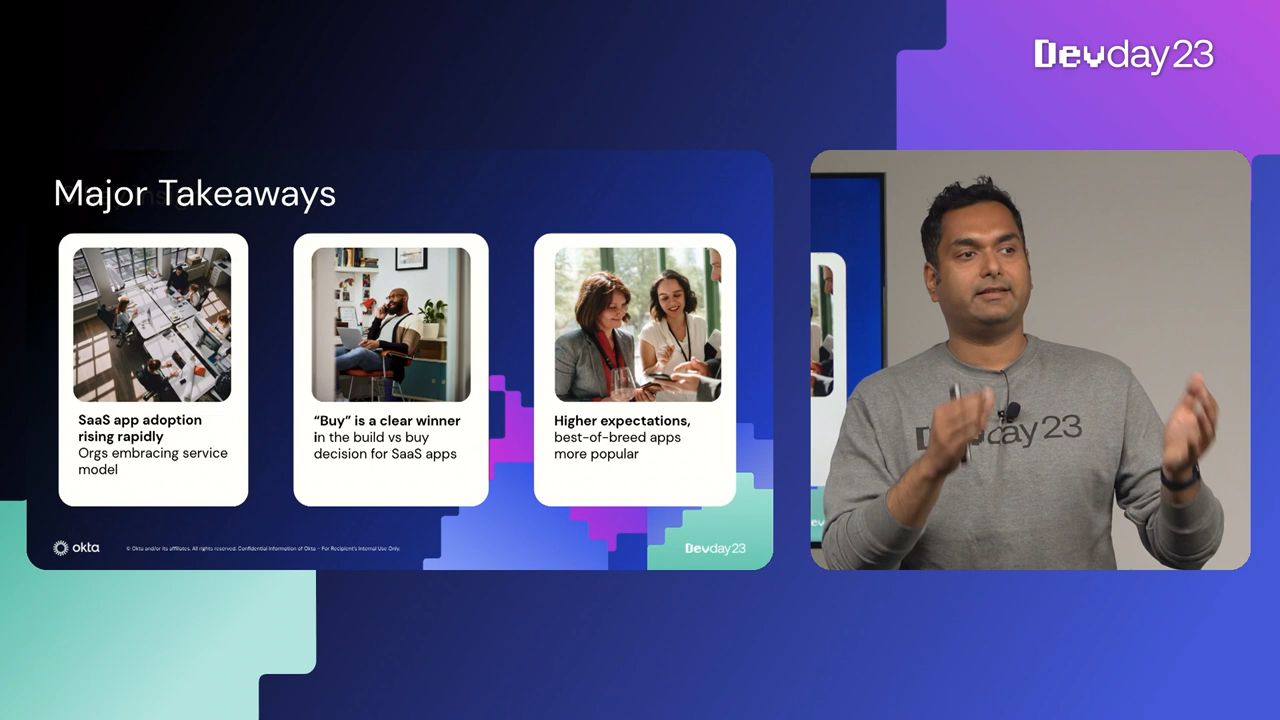 Devday23
Major Takeaways
SaaS app adoption
rising rapidly
Orgs embracing service
model
“Buy” is a clear winner
in the build vs buy
decision for SaaS apps
Higher expectations,
best-of-breed apps
more popular
okta
© Okta and/or its affiliates. All rights reserved. Confidential Information of Okta – For Recipient's Internal Use Only.
Devday23
Devday23